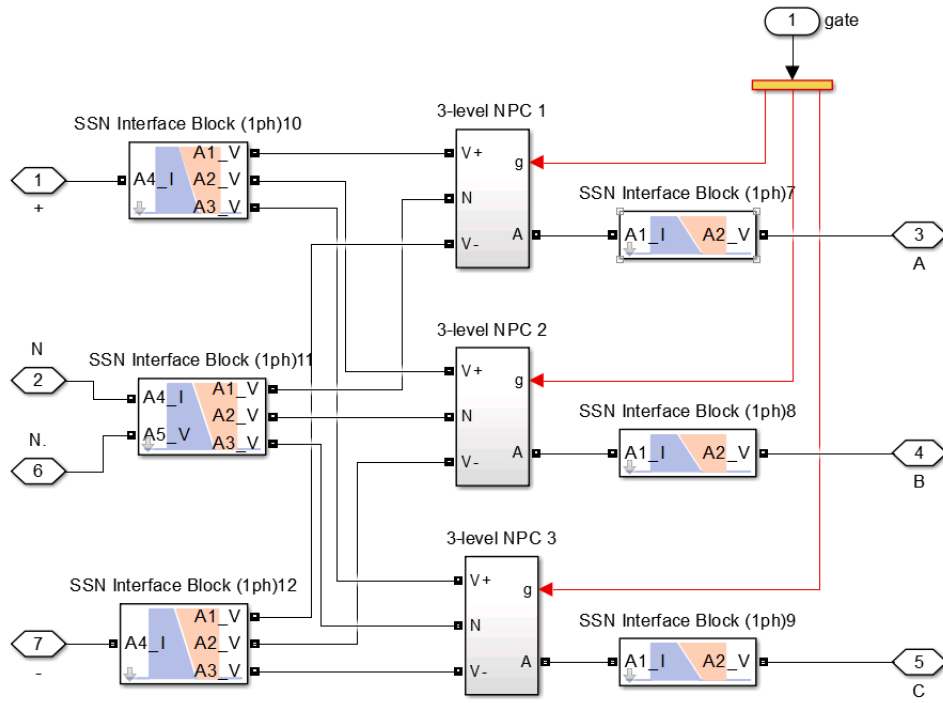 1
gate
3-level NPC 1
SSN Interface Block (1ph)10
A1_V
V+
g
1
A4_I
A2_V
+
A3_V
SSN Interface Block (1ph)7
N
A
A1_I
A2_V
3
V-
A
3-level NPC 2
N
SSN Interface Block (1ph)11
V+
g
2
A4_I
A1_V
SSN Interface Block (1ph)8
A2_V
N
N.
A5_V
A3_V
A
A1_I
A2_V
4
V-
6
B
3-level NPC 3
SSN Interface Block (1ph)12
V+
g
A1_V
N
SSN Interface Block (1ph)9
7
A4_I
A2_V
A
A1_I
A2_V
5
-
A3_V
V-
C